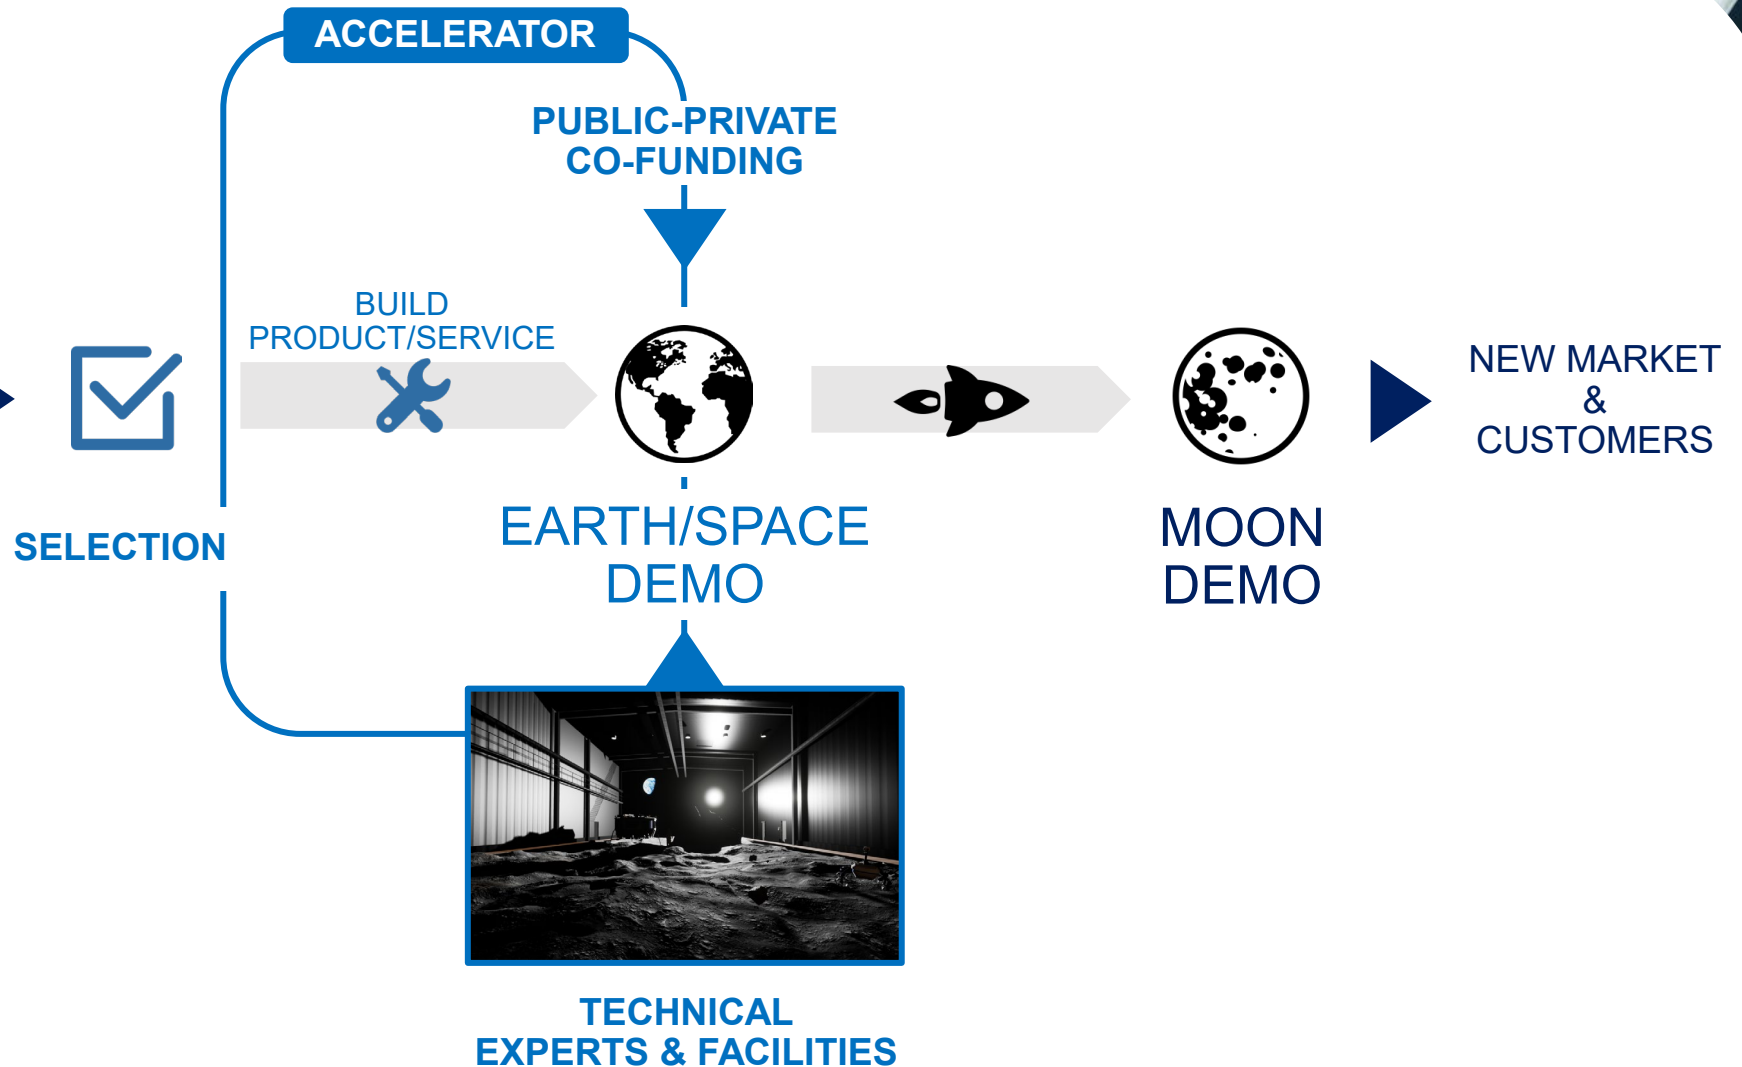 ACCELERATOR
PUBLIC-PRIVATE
CO-FUNDING
BUILD
PRODUCT/SERVICE
NEW MARKET
&
CUSTOMERS
SELECTION
EARTH/SPACE
DEMO
MOON
DEMO
TECHNICAL
EXPERTS & FACILITIES